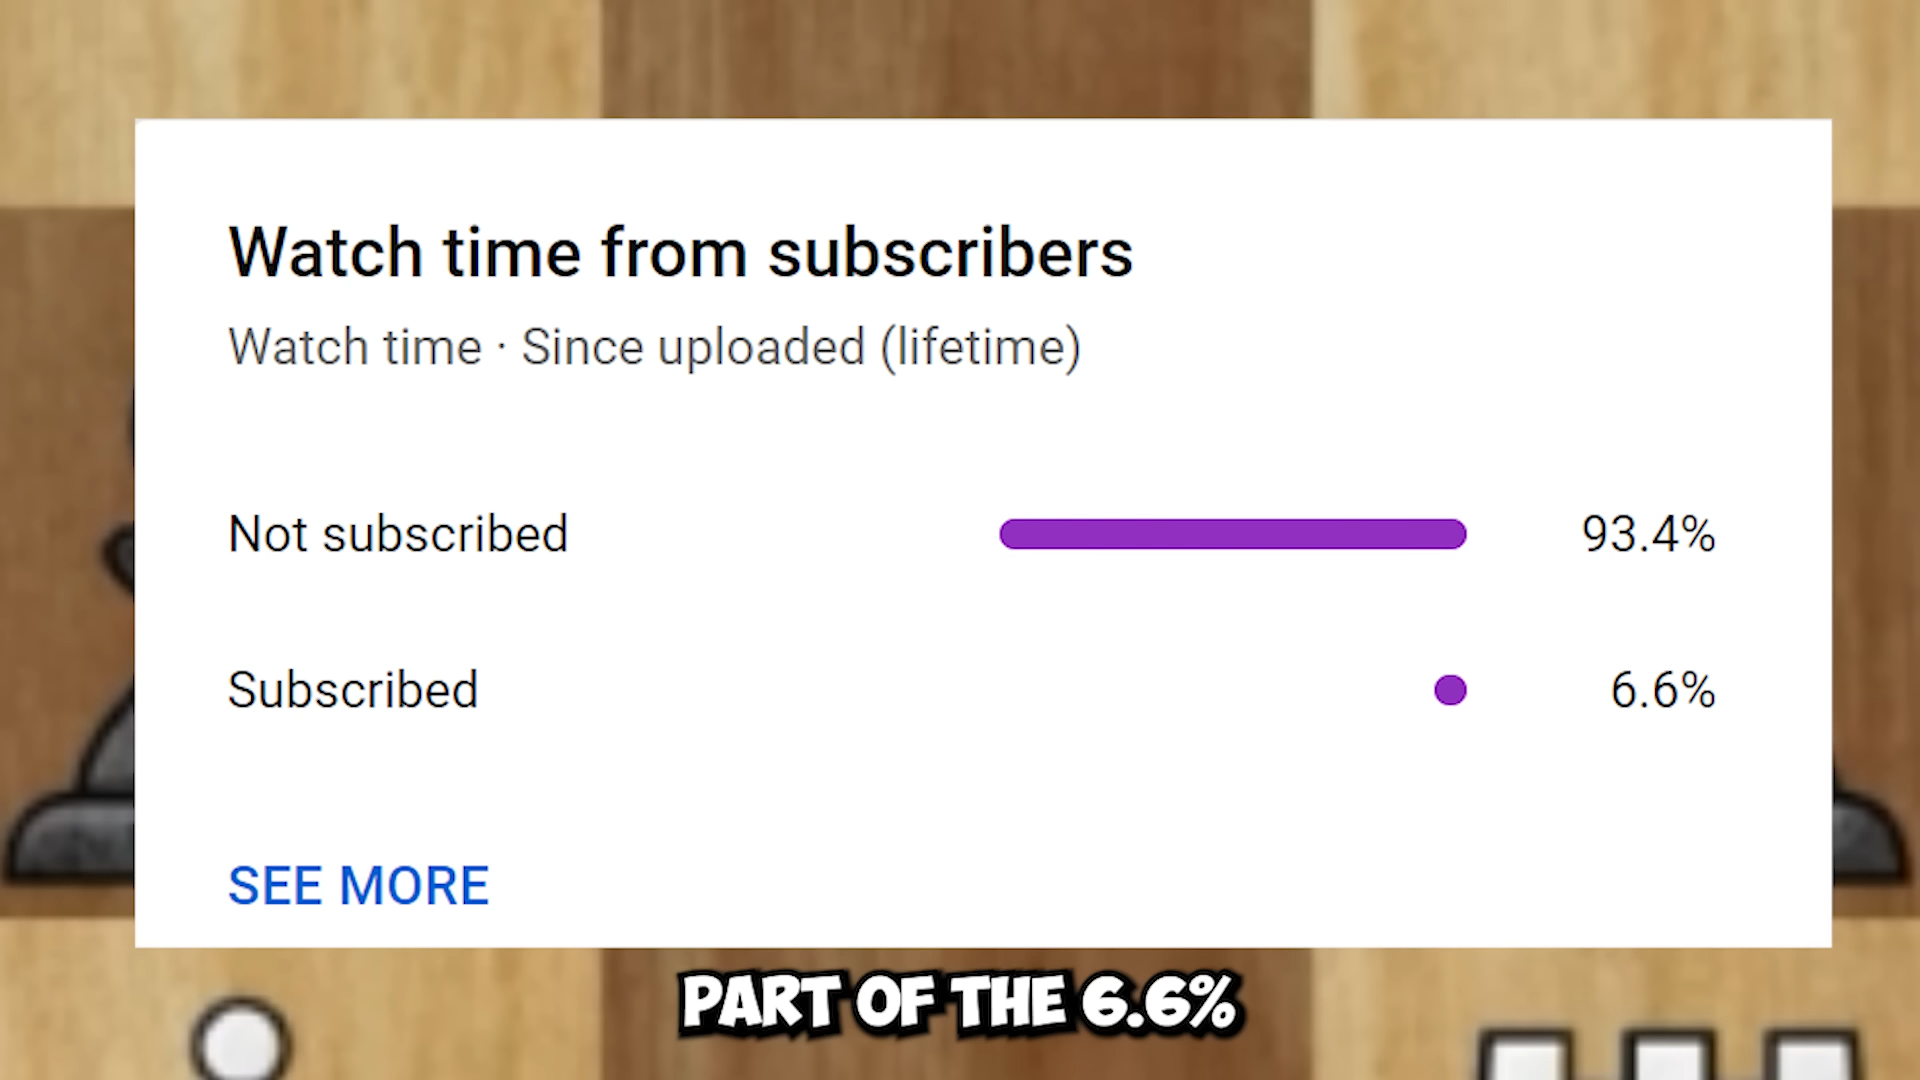 Watch time from subscribers
Watch time · Since uploaded (lifetime)
Not subscribed 93.4%
Subscribed 6.6%
SEE MORE
PART OF THE 6.6%